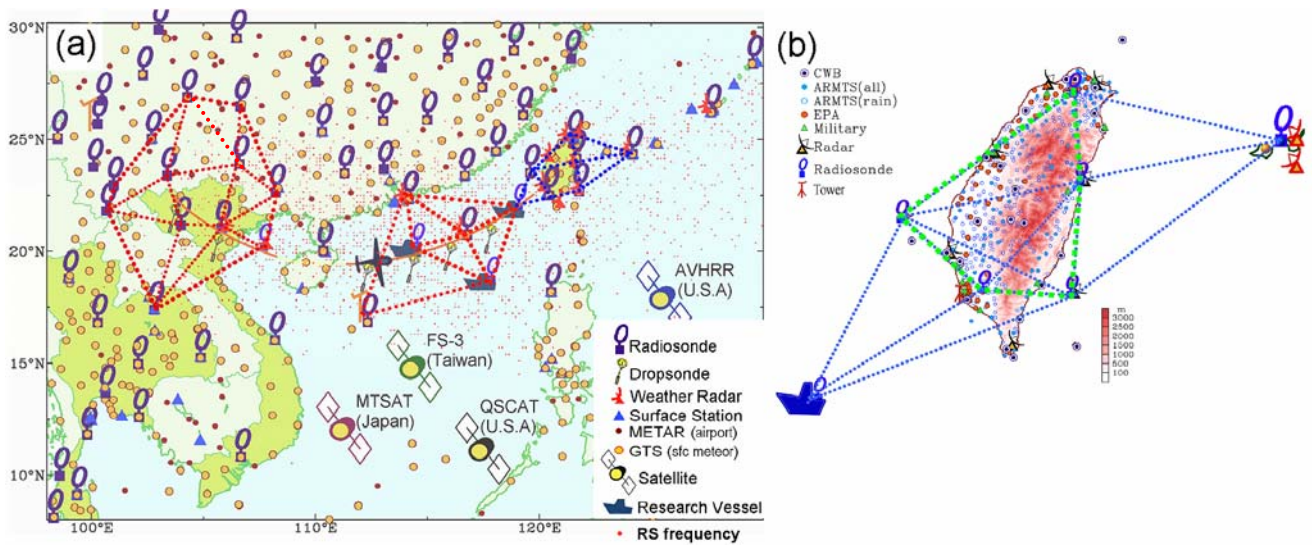 (a)
30°N
25°N
20°N
15°N
10°N
100°E
110°E
120°E
AVHRR
(U.S.A)
FS-3
(Taiwan)
MTSAT
(Japan)
QSCAT
(U.S.A)
Radiosonde
Dropsonde
Weather Radar
Surface Station
METAR (airport)
GTS (sfc meteor)
Satellite
Research Vessel
RS frequency
(b)
CWB
ARMTS(all)
ARMTS(rain)
EPA
Military
Radar
Radiosonde
Tower
m
3000
2500
2000
1500
1000
500
100